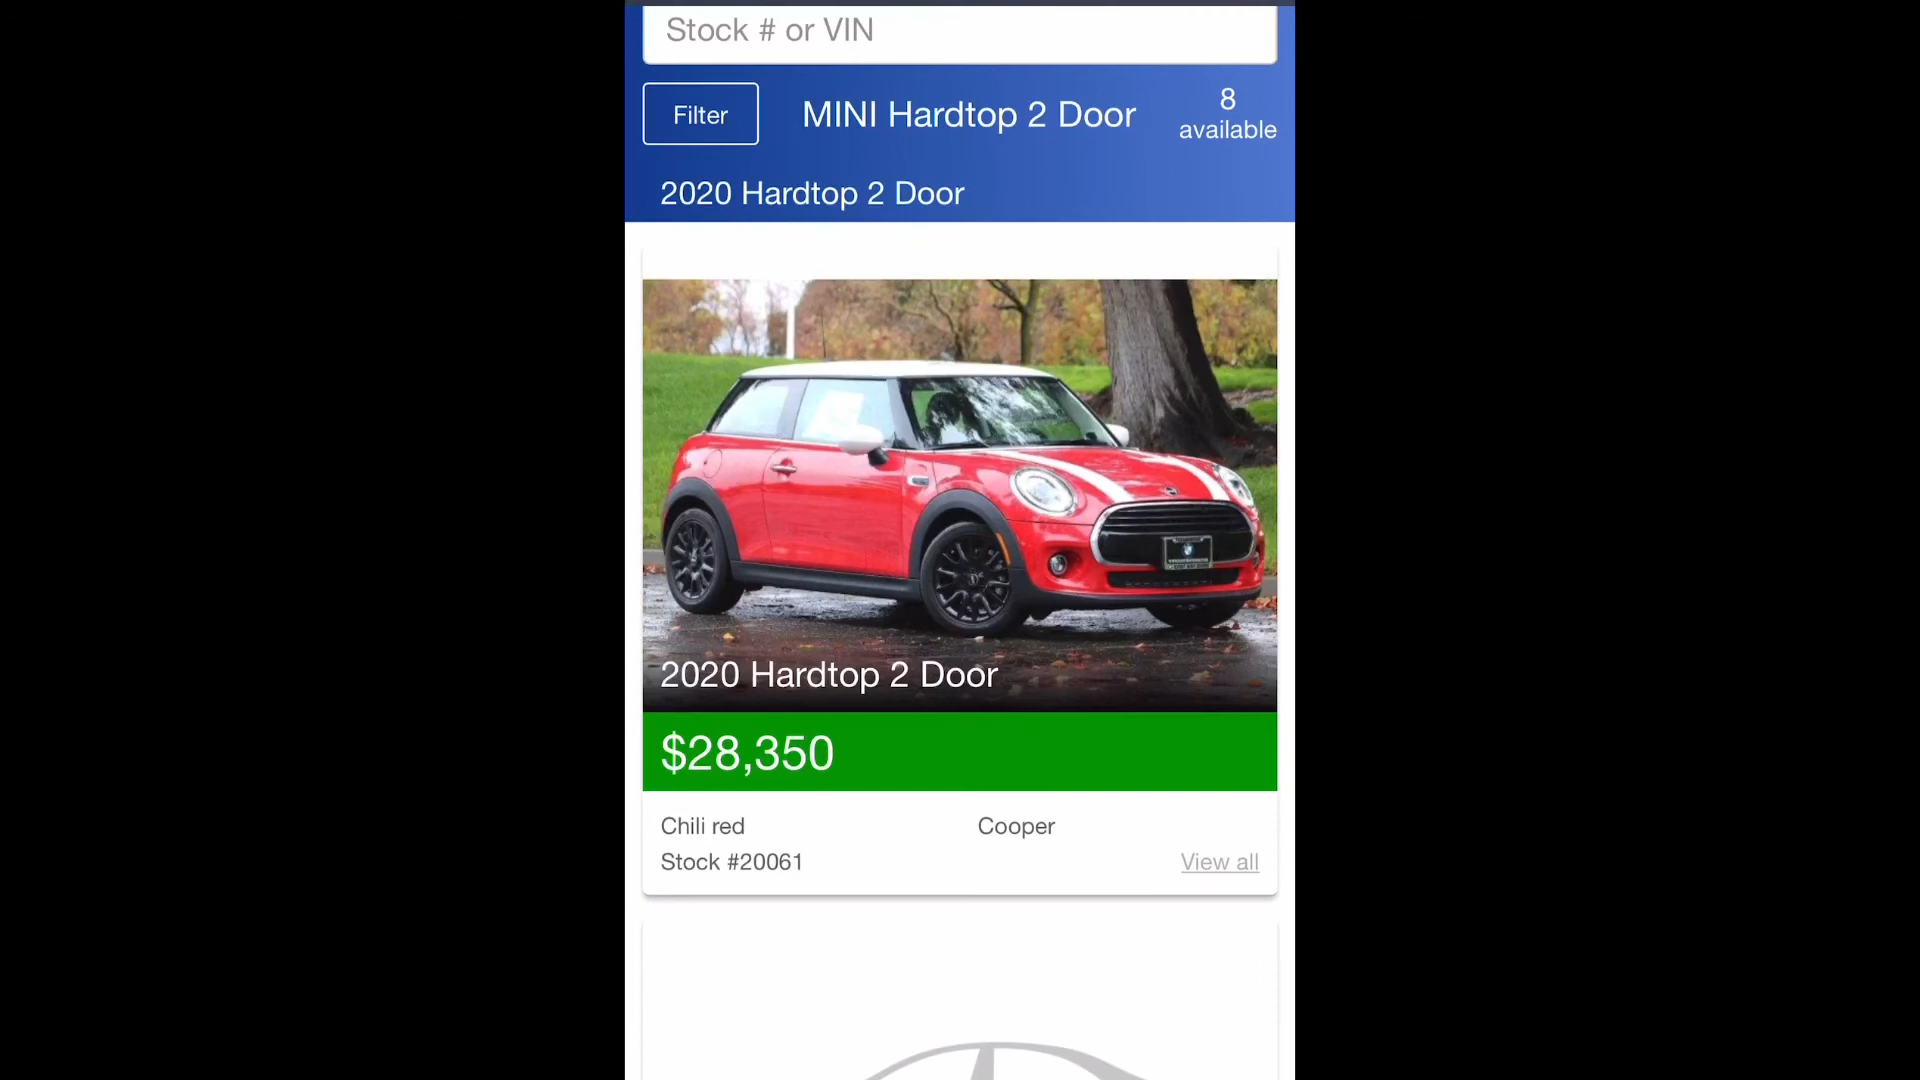 Stock # or VIN
Filter
MINI Hardtop 2 Door
8
available
2020 Hardtop 2 Door
2020 Hardtop 2 Door
$28,350
Chili red
Cooper
Stock #20061
View all